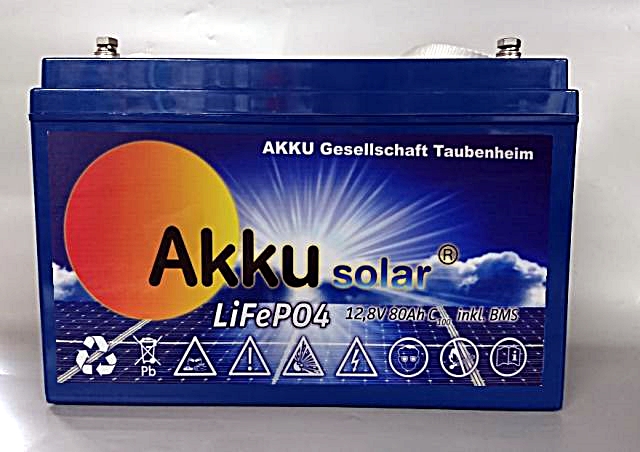 AKKU Gesellschaft Taubenheim
Akku solar ®
LiFePO4 12,8V 80Ah C100 inkl. BMS
Pb